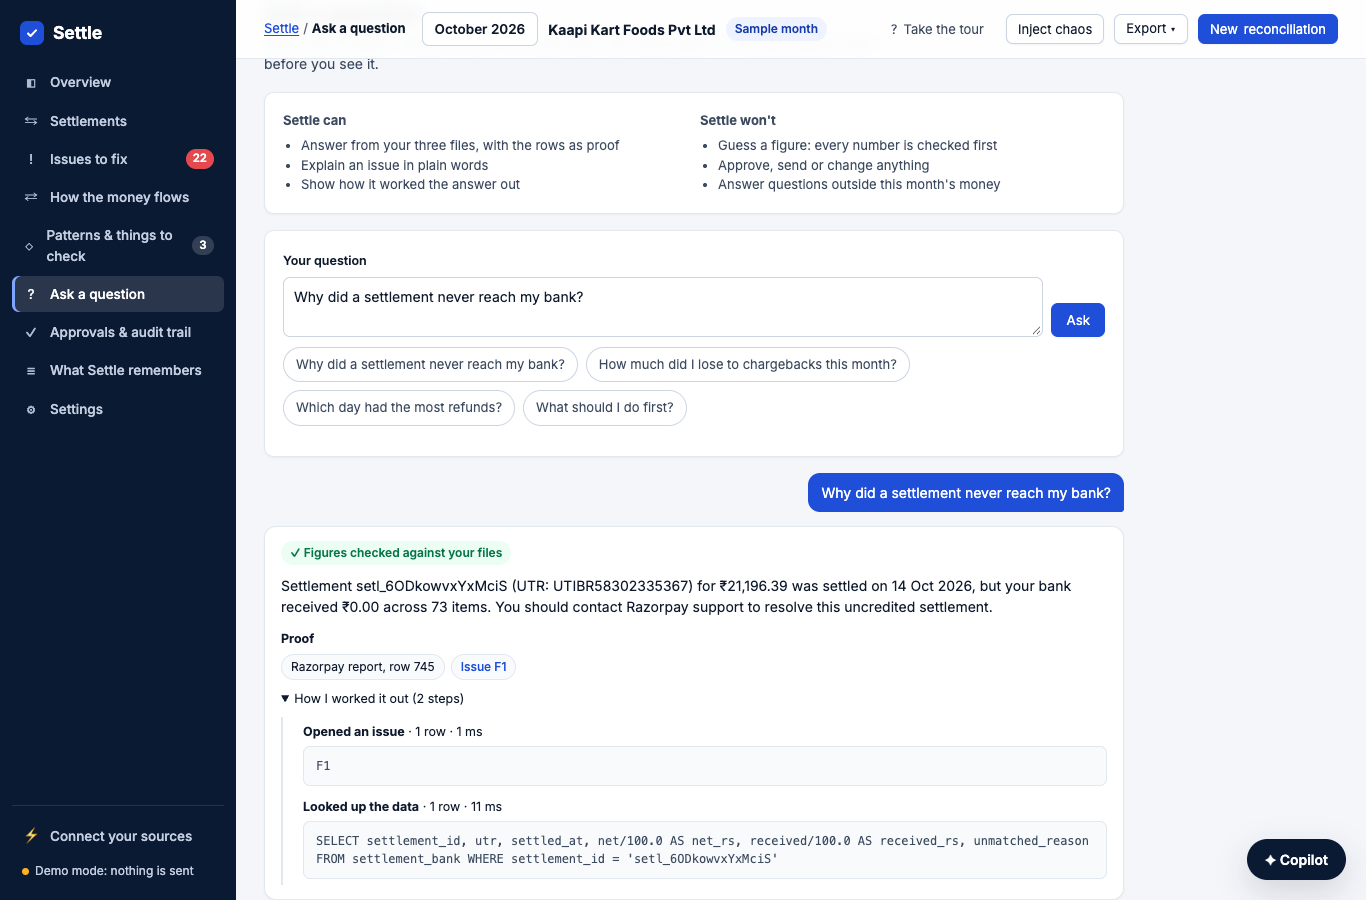 Settle
Overview
Settlements
Issues to fix 22
How the money flows
Patterns & things to
check 3
Ask a question
Approvals & audit trail
What Settle remembers
Settings
Connect your sources
Demo mode: nothing is sent
Settle / Ask a question October 2026 Kaapi Kart Foods Pvt Ltd Sample month ? Take the tour Inject chaos Export New reconciliation
before you see it.
Settle can
Answer from your three files, with the rows as proof
Explain an issue in plain words
Show how it worked the answer out
Settle won't
Guess a figure: every number is checked first
Approve, send or change anything
Answer questions outside this month's money
Your question
Why did a settlement never reach my bank?
Ask
Why did a settlement never reach my bank? How much did I lose to chargebacks this month?
Which day had the most refunds? What should I do first?
Why did a settlement never reach my bank?
✓ Figures checked against your files
Settlement setl_6ODkowvxYxMciS (UTR: UTIBR58302335367) for ₹21,196.39 was settled on 14 Oct 2026, but your bank
received ₹0.00 across 73 items. You should contact Razorpay support to resolve this uncredited settlement.
Proof
Razorpay report, row 745 Issue F1
▼ How I worked it out (2 steps)
Opened an issue · 1 row · 1 ms
F1
Looked up the data · 1 row · 11 ms
SELECT settlement_id, utr, settled_at, net/100.0 AS net_rs, received/100.0 AS received_rs, unmatched_reason
FROM settlement_bank WHERE settlement_id = 'setl_6ODkowvxYxMciS'
Copilot